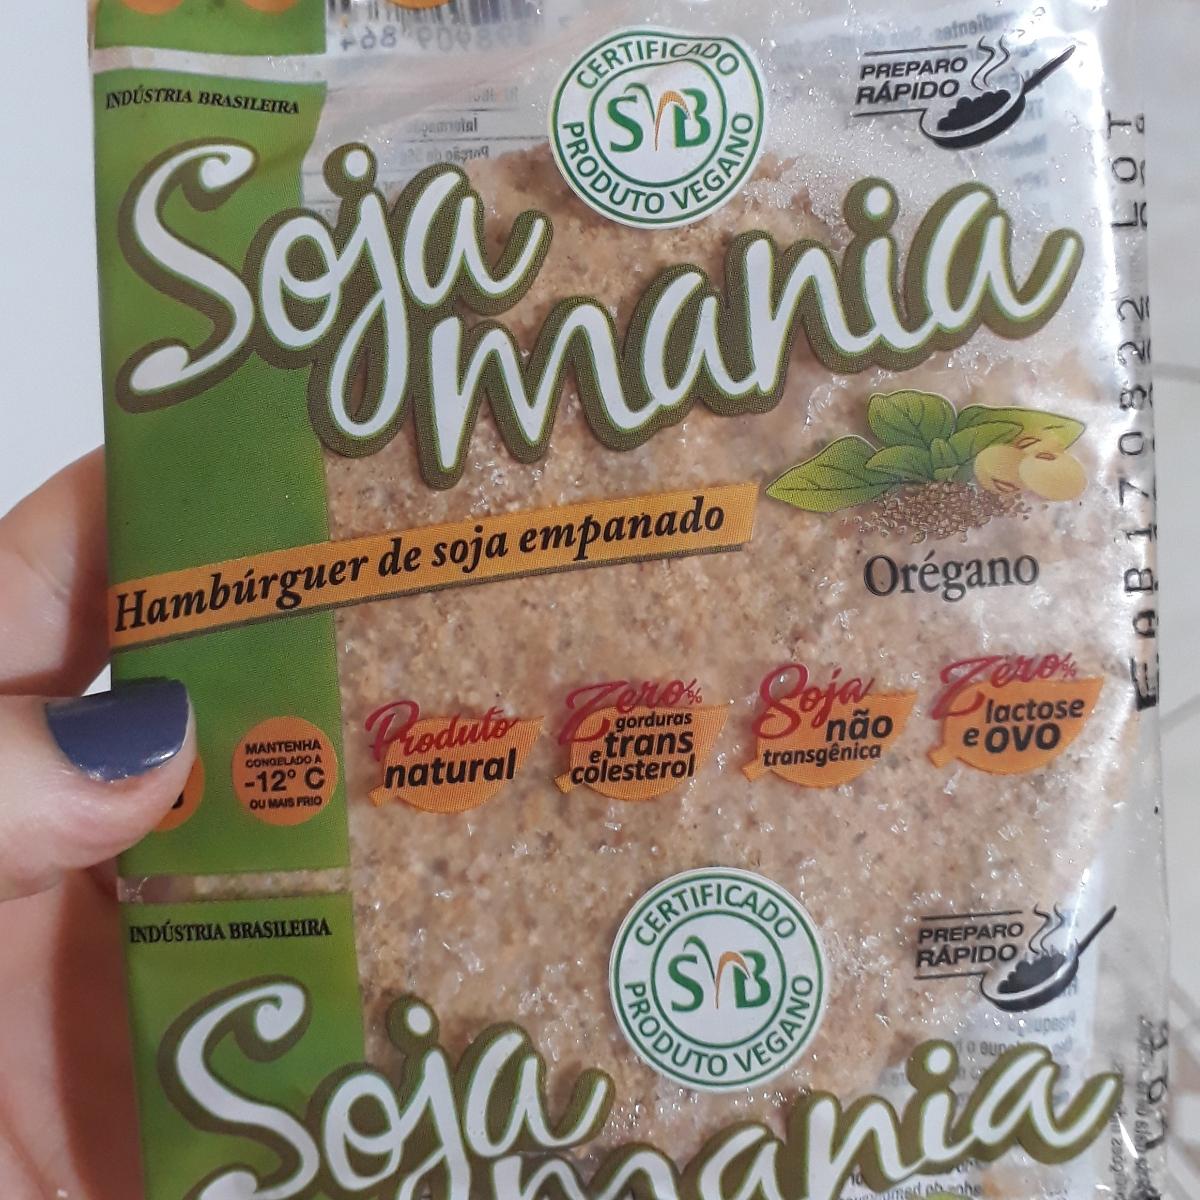 INDÚSTRIA BRASILEIRA
CERTIFICADO
SVB
PRODUTO VEGANO
PREPARO
RÁPIDO
Soja
mania
Hambúrguer de soja empanado
Orégano
Produto
natural
Zero%
gorduras
e trans
colesterol
Soja
não
transgênica
Zero%
lactose
e ovo
MANTENHA
CONGELADO A
-12° C
OU MAIS FRIO
FAB170822 LOT
INDÚSTRIA BRASILEIRA
CERTIFICADO
SVB
PRODUTO VEGANO
PREPARO
RÁPIDO
Soja
mania